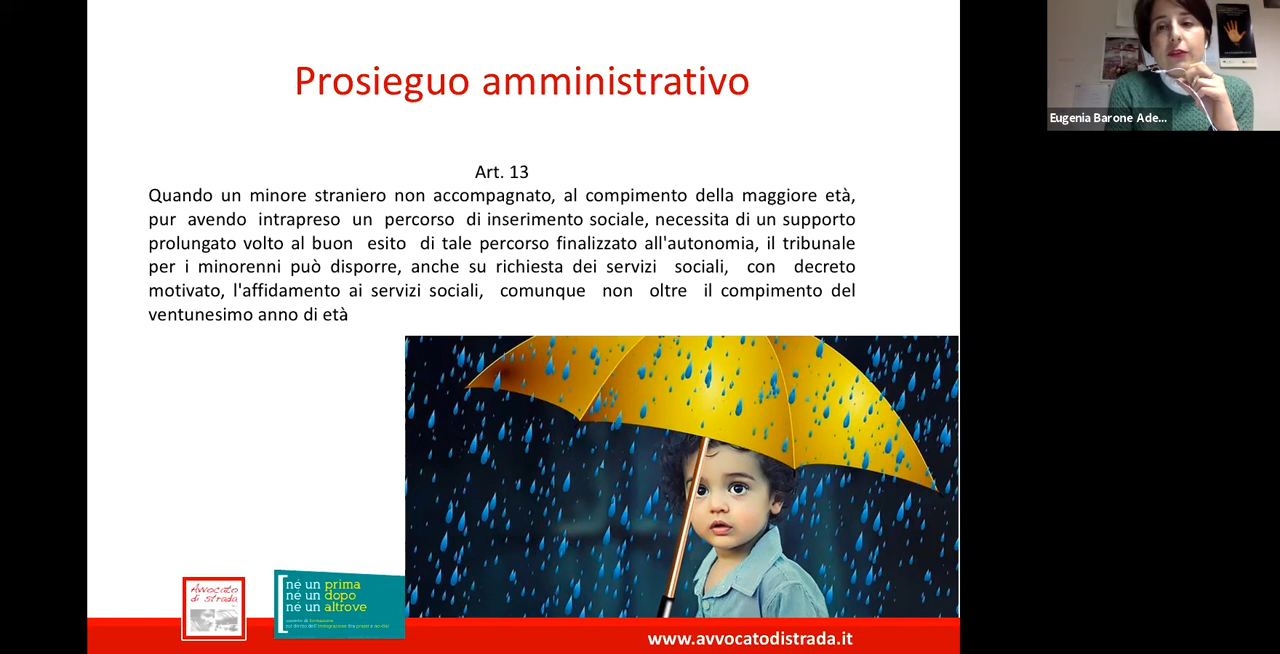 Prosieguo amministrativo
Art. 13
Quando un minore straniero non accompagnato, al compimento della maggiore età,
pur avendo intrapreso un percorso di inserimento sociale, necessita di un supporto
prolungato volto al buon esito di tale percorso finalizzato all'autonomia, il tribunale
per i minorenni può disporre, anche su richiesta dei servizi sociali, con decreto
motivato, l'affidamento ai servizi sociali, comunque non oltre il compimento del
ventunesimo anno di età
Eugenia Barone Ade...
Avvocato
di strada
né un prima
né un dopo
né un altrove
www.avvocatodistrada.it